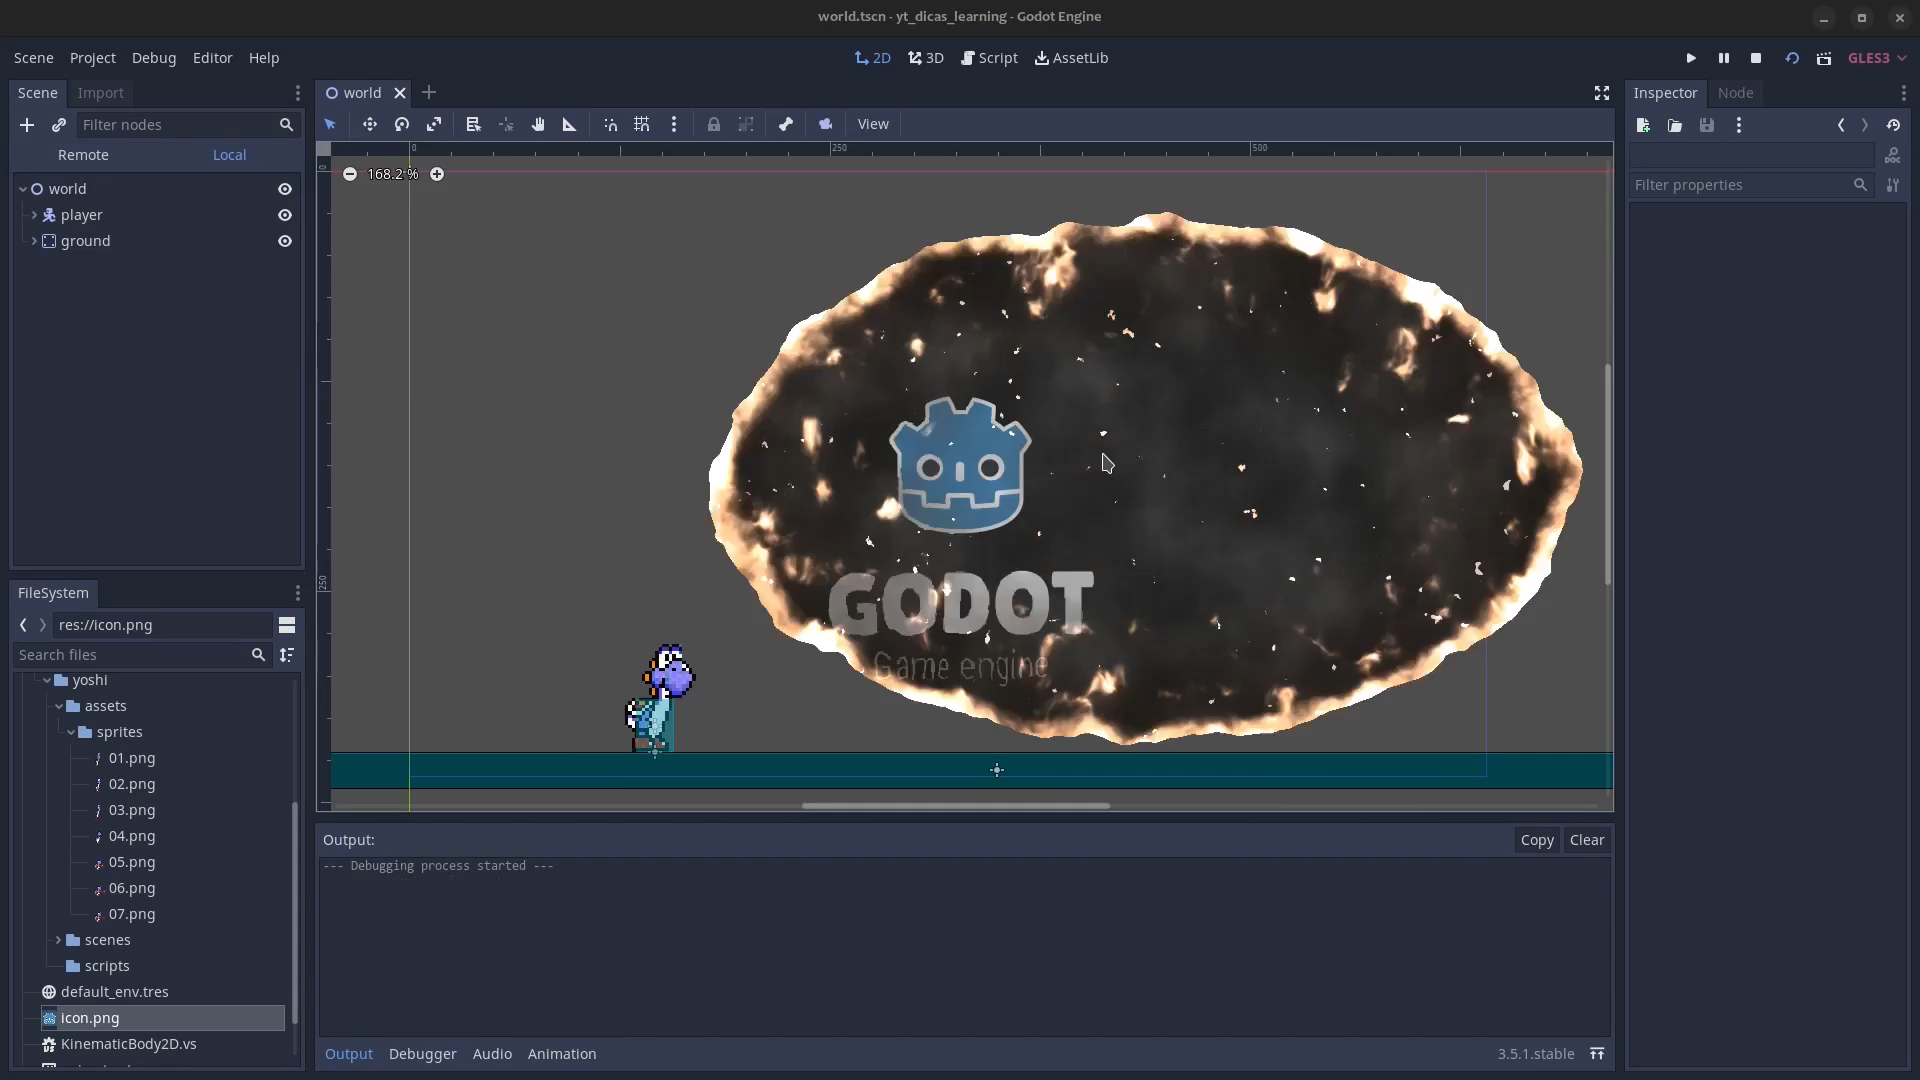 world.tscn - yt_dicas_learning - Godot Engine
Scene Project Debug Editor Help
2D 3D Script AssetLib
GLES3
Scene Import
world
Inspector Node
Filter nodes
View
Remote Local
0 250 500
168.2 %
Filter properties
DOC
world
player
ground
250
GODOT
Game engine
FileSystem
res://icon.png
Search files
yoshi
assets
sprites
01.png
02.png
03.png
04.png
05.png
06.png
07.png
scenes
scripts
default_env.tres
icon.png
KinematicBody2D.vs
Output:
Copy Clear
--- Debugging process started ---
Output Debugger Audio Animation
3.5.1.stable